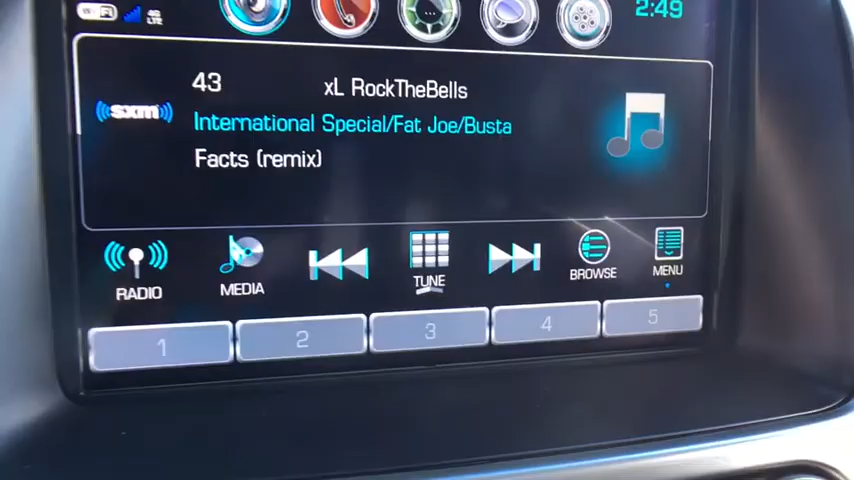 WiFi 4G LTE 2:49
43 xL RockTheBells
sxm
International Special/Fat Joe/Busta
Facts (remix)
RADIO MEDIA TUNE BROWSE MENU
1 2 3 4 5